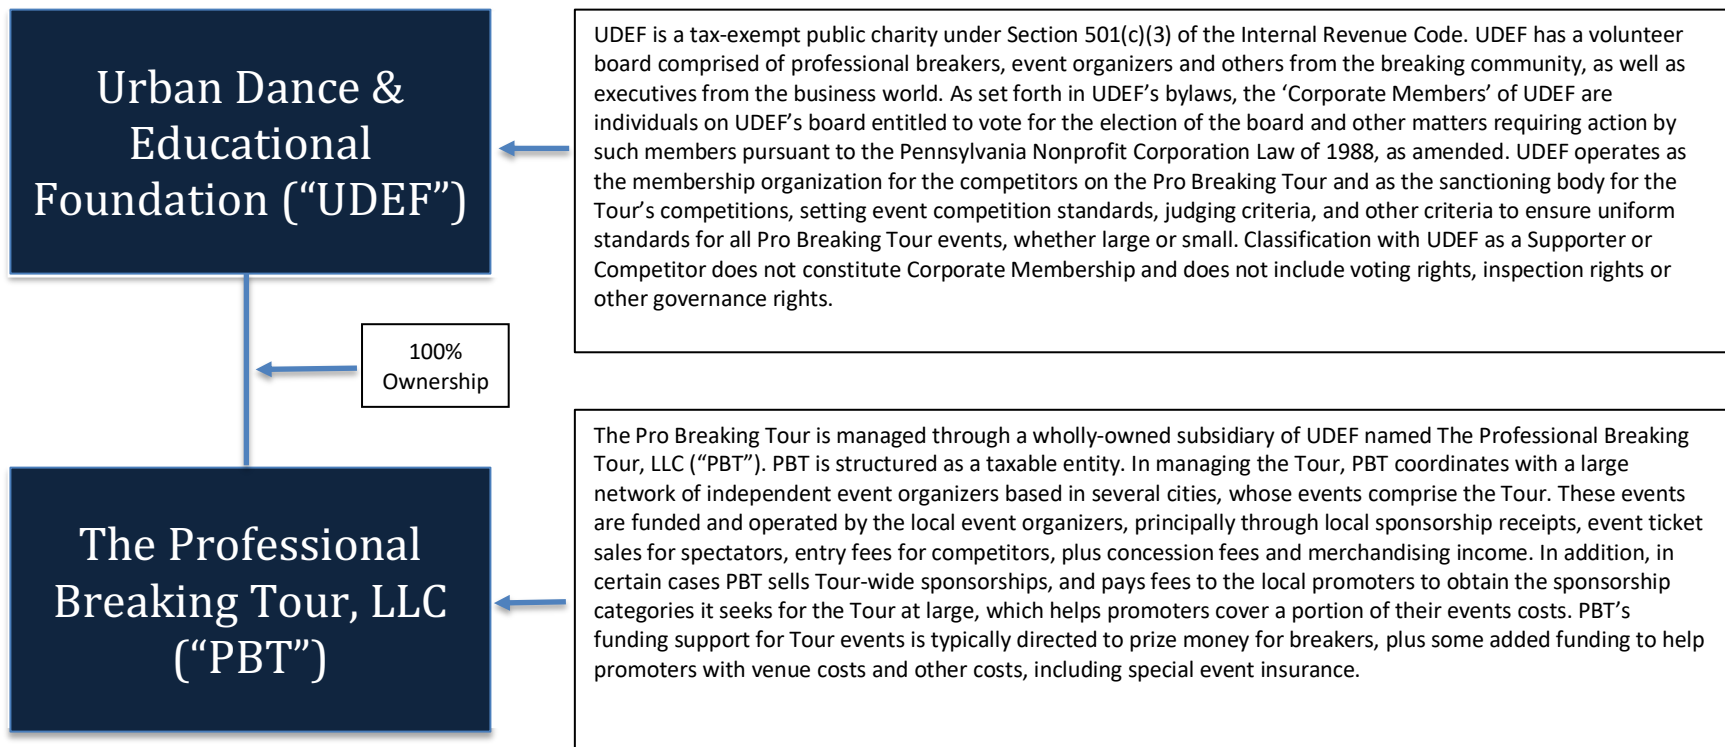 Urban Dance &
Educational
Foundation (“UDEF”)
UDEF is a tax-exempt public charity under Section 501(c)(3) of the Internal Revenue Code. UDEF has a volunteer
board comprised of professional breakers, event organizers and others from the breaking community, as well as
executives from the business world. As set forth in UDEF’s bylaws, the ‘Corporate Members’ of UDEF are
individuals on UDEF’s board entitled to vote for the election of the board and other matters requiring action by
such members pursuant to the Pennsylvania Nonprofit Corporation Law of 1988, as amended. UDEF operates as
the membership organization for the competitors on the Pro Breaking Tour and as the sanctioning body for the
Tour’s competitions, setting event competition standards, judging criteria, and other criteria to ensure uniform
standards for all Pro Breaking Tour events, whether large or small. Classification with UDEF as a Supporter or
Competitor does not constitute Corporate Membership and does not include voting rights, inspection rights or
other governance rights.
100%
Ownership
The Professional
Breaking Tour, LLC
(“PBT”)
The Pro Breaking Tour is managed through a wholly-owned subsidiary of UDEF named The Professional Breaking
Tour, LLC (“PBT”). PBT is structured as a taxable entity. In managing the Tour, PBT coordinates with a large
network of independent event organizers based in several cities, whose events comprise the Tour. These events
are funded and operated by the local event organizers, principally through local sponsorship receipts, event ticket
sales for spectators, entry fees for competitors, plus concession fees and merchandising income. In addition, in
certain cases PBT sells Tour-wide sponsorships, and pays fees to the local promoters to obtain the sponsorship
categories it seeks for the Tour at large, which helps promoters cover a portion of their events costs. PBT’s
funding support for Tour events is typically directed to prize money for breakers, plus some added funding to help
promoters with venue costs and other costs, including special event insurance.